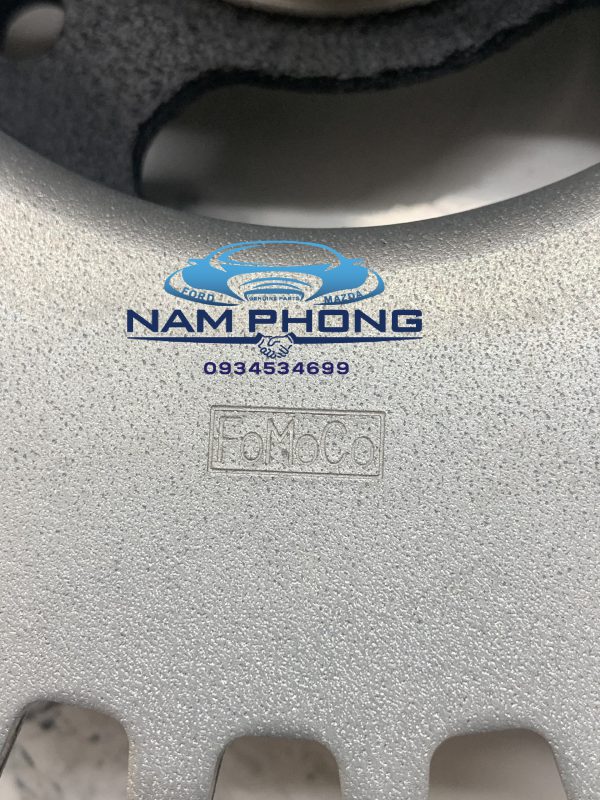 FORD GENUINE PARTS MAZDA
NAM PHONG
0934534699
FoMoCo